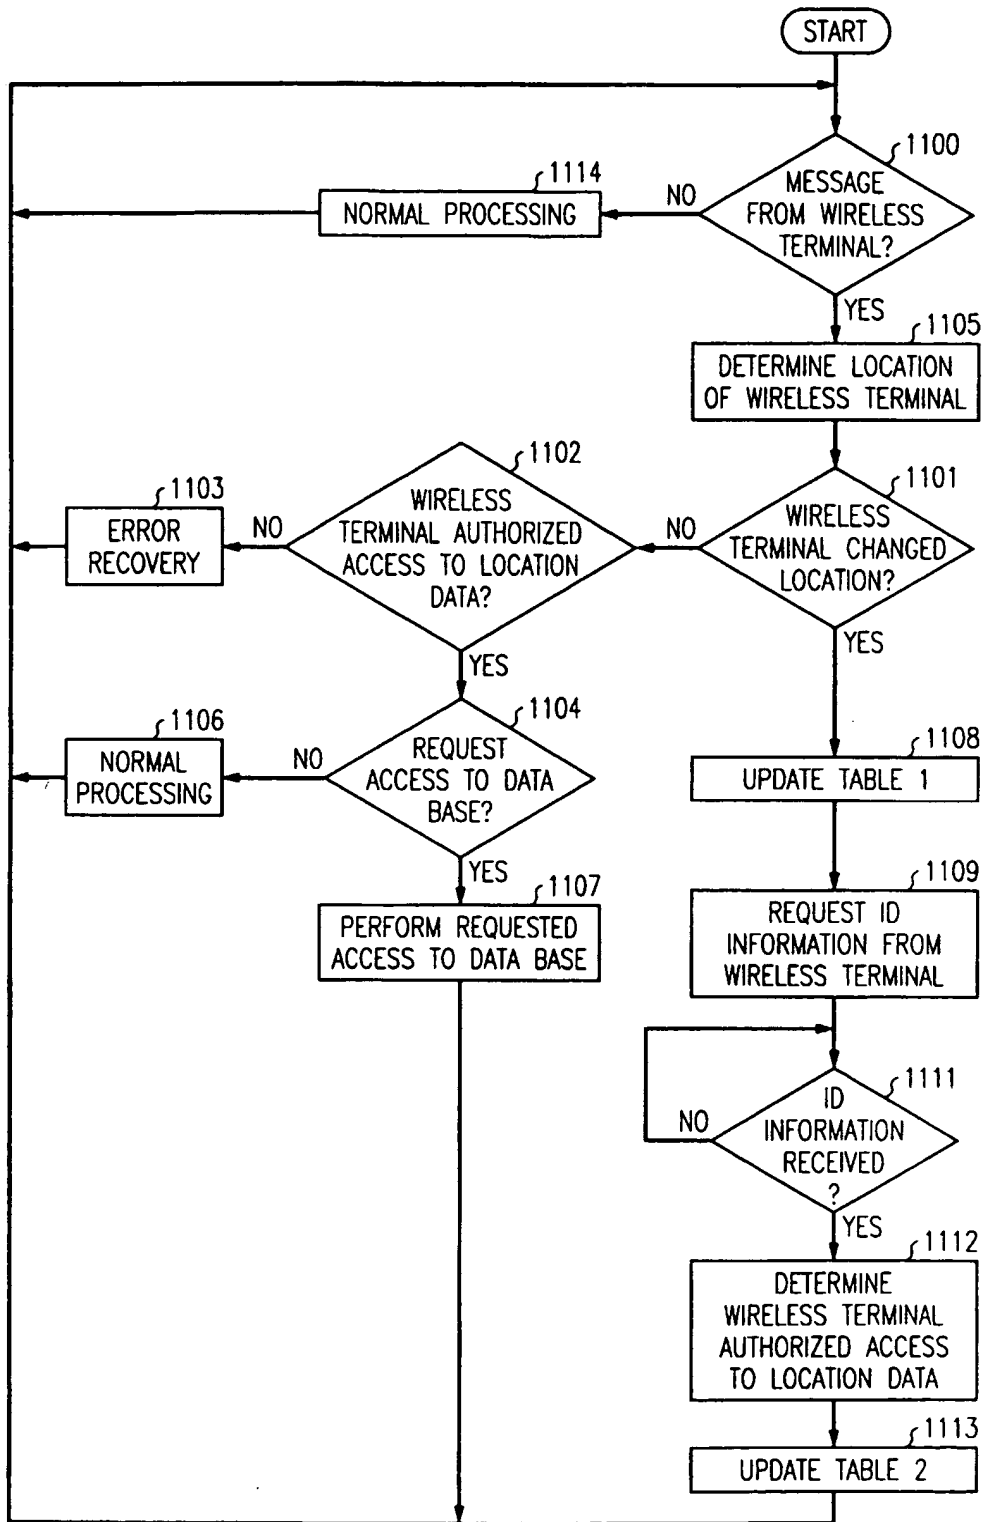 START
1100
MESSAGE
FROM WIRELESS
TERMINAL?
NO
1114
NORMAL PROCESSING
YES
1105
DETERMINE LOCATION
OF WIRELESS TERMINAL
1101
WIRELESS
TERMINAL CHANGED
LOCATION?
NO
1102
WIRELESS
TERMINAL AUTHORIZED
ACCESS TO LOCATION
DATA?
NO
1103
ERROR
RECOVERY
YES
YES
1104
REQUEST
ACCESS TO DATA
BASE?
NO
1106
NORMAL
PROCESSING
YES
1107
PERFORM REQUESTED
ACCESS TO DATA BASE
1108
UPDATE TABLE 1
1109
REQUEST ID
INFORMATION FROM
WIRELESS TERMINAL
1111
ID
INFORMATION
RECEIVED
?
NO
YES
1112
DETERMINE
WIRELESS TERMINAL
AUTHORIZED ACCESS
TO LOCATION DATA
1113
UPDATE TABLE 2